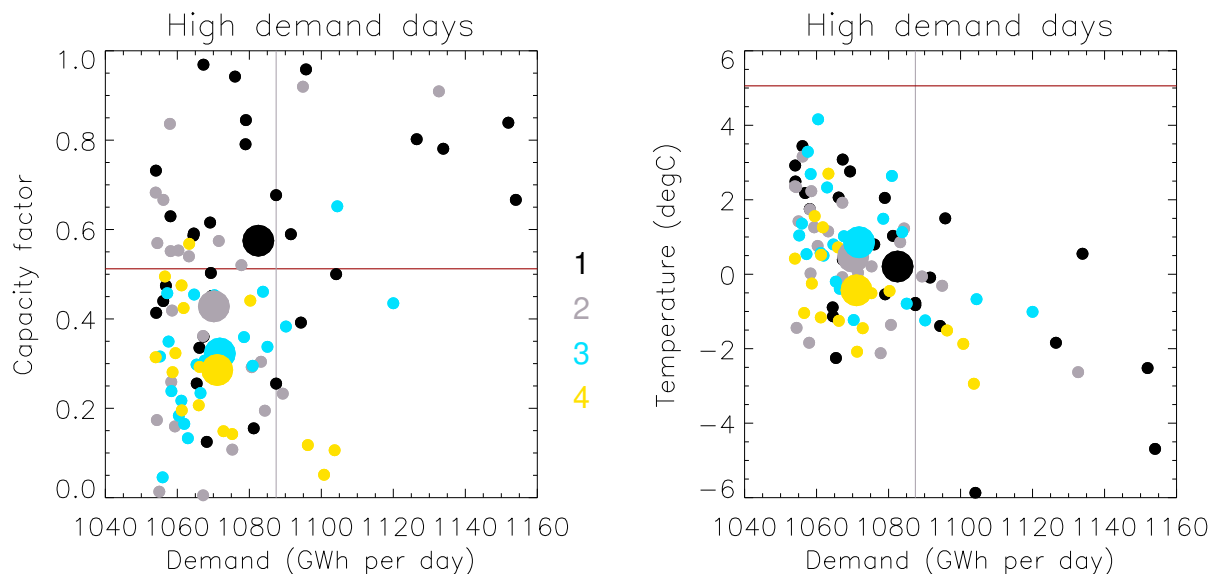 High demand days
Capacity factor
1.0
0.8
0.6
0.4
0.2
0.0
1040 1060 1080 1100 1120 1140 1160
Demand (GWh per day)
1
2
3
4
High demand days
Temperature (degC)
6
4
2
0
-2
-4
-6
1040 1060 1080 1100 1120 1140 1160
Demand (GWh per day)